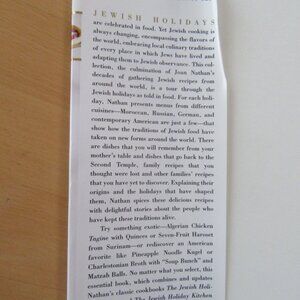 JEWISH HOLIDAYS
are celebrated in food. Yet Jewish cooking is
always changing, encompassing the flavors of
the world, embracing local culinary traditions
of every place in which Jews have lived and
adapting them to Jewish observance. This col-
lection, the culmination of Joan Nathan's
decades of gathering Jewish recipes from
around the world, is a tour through the
Jewish holidays as told in food. For each holi-
day, Nathan presents menus from different
cuisines—Moroccan, Russian, German, and
contemporary American are just a few—that
show how the traditions of Jewish food have
taken on new forms around the world. There
are dishes that you will remember from your
mother's table and dishes that go back to the
Second Temple, family recipes that you
thought were lost and other families' recipes
that you have yet to discover. Explaining their
origins and the holidays that have shaped
them, Nathan spices these delicious recipes
with delightful stories about the people who
have kept these traditions alive.
Try something exotic—Algerian Chicken
Tagine with Quinces or Seven-Fruit Haroset
from Surinam—or rediscover an American
favorite like Pineapple Noodle Kugel or
Charlestonian Broth with "Soup Bunch" and
Matzah Balls. No matter what you select, this
essential book, which combines and updates
Nathan's classic cookbooks The Jewish Holi-
The Jewish Holiday Kitchen